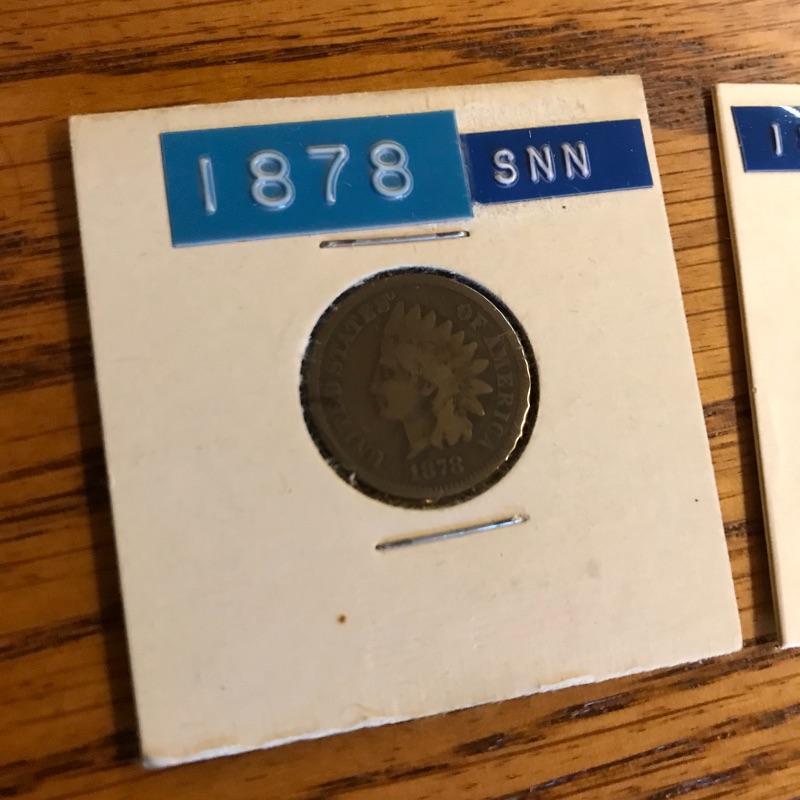 1878 SNN
UNITED STATES OF AMERICA
1878